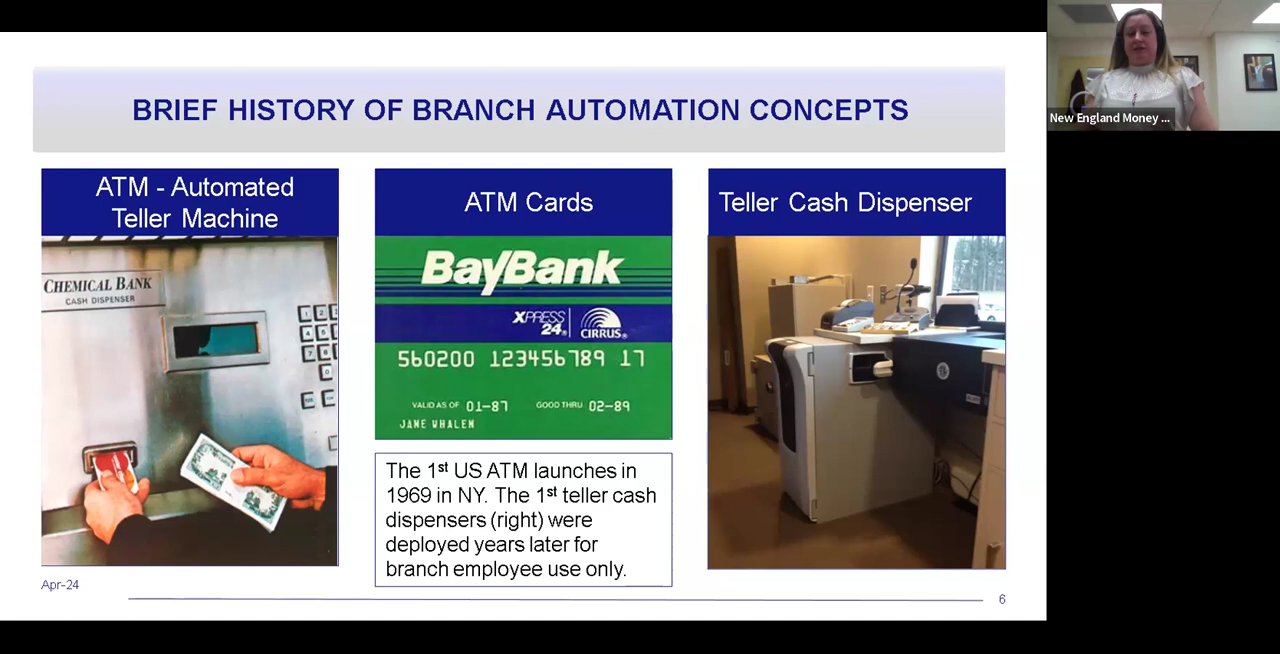 BRIEF HISTORY OF BRANCH AUTOMATION CONCEPTS
ATM - Automated
Teller Machine
CHEMICAL BANK
CASH DISPENSER
ATM Cards
BayBank
XPRESS
24® CIRRUS®
560200 123456789 17
VALID AS OF 01-87 GOOD THRU 02-89
JANE WHALEN
The 1st US ATM launches in
1969 in NY. The 1st teller cash
dispensers (right) were
deployed years later for
branch employee use only.
Teller Cash Dispenser
Apr-24
6
New England Money ...